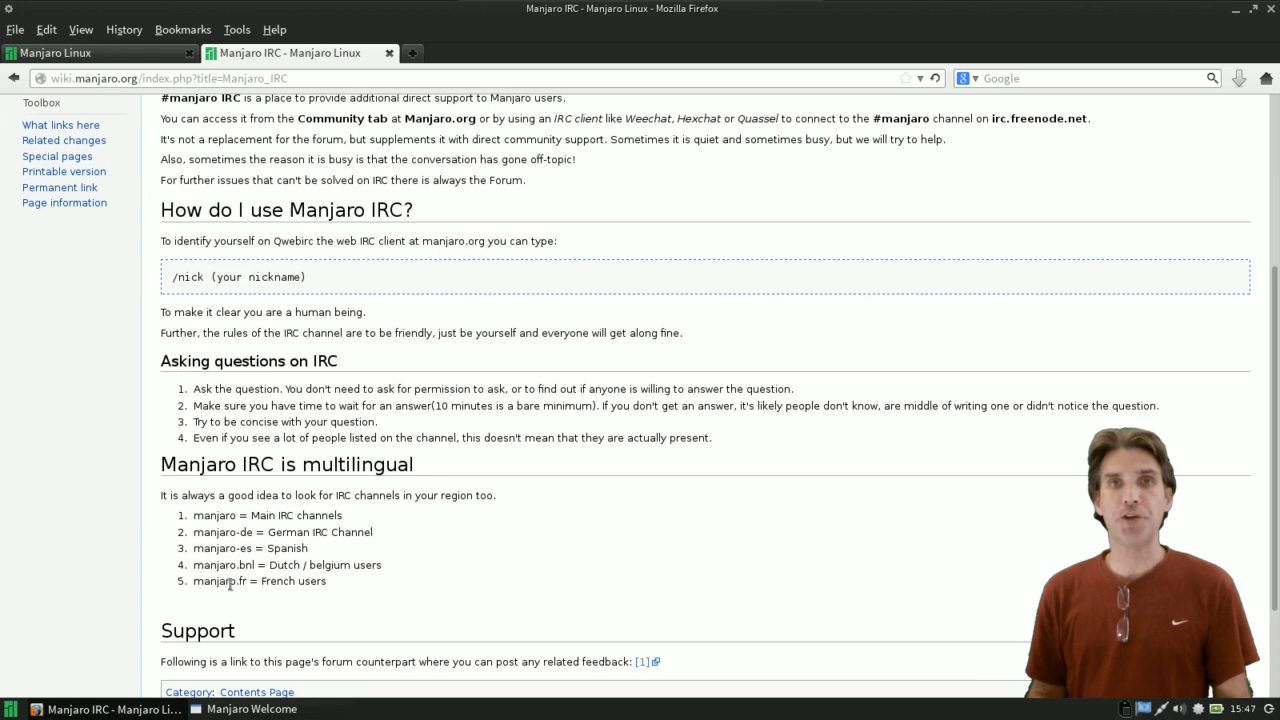 Manjaro IRC - Manjaro Linux - Mozilla Firefox
File Edit View History Bookmarks Tools Help
Manjaro Linux
Manjaro IRC - Manjaro Linux
wiki.manjaro.org/index.php?title=Manjaro_IRC
Google
Toolbox
What links here
Related changes
Special pages
Printable version
Permanent link
Page information
#manjaro IRC is a place to provide additional direct support to Manjaro users.
You can access it from the Community tab at Manjaro.org or by using an IRC client like Weechat, Hexchat or Quassel to connect to the #manjaro channel on irc.freenode.net.
It's not a replacement for the forum, but supplements it with direct community support. Sometimes it is quiet and sometimes busy, but we will try to help.
Also, sometimes the reason it is busy is that the conversation has gone off-topic!
For further issues that can't be solved on IRC there is always the Forum.
How do I use Manjaro IRC?
To identify yourself on Qwebirc the web IRC client at manjaro.org you can type:
/nick (your nickname)
To make it clear you are a human being.
Further, the rules of the IRC channel are to be friendly, just be yourself and everyone will get along fine.
Asking questions on IRC
1. Ask the question. You don't need to ask for permission to ask, or to find out if anyone is willing to answer the question.
2. Make sure you have time to wait for an answer(10 minutes is a bare minimum). If you don't get an answer, it's likely people don't know, are middle of writing one or didn't notice the question.
3. Try to be concise with your question.
4. Even if you see a lot of people listed on the channel, this doesn't mean that they are actually present.
Manjaro IRC is multilingual
It is always a good idea to look for IRC channels in your region too.
1. manjaro = Main IRC channels
2. manjaro-de = German IRC Channel
3. manjaro-es = Spanish
4. manjaro.bnl = Dutch / belgium users
5. manjaro.fr = French users
Support
Following is a link to this page's forum counterpart where you can post any related feedback: [1]
Category: Contents Page
Manjaro IRC - Manjaro Li...
Manjaro Welcome
15:47